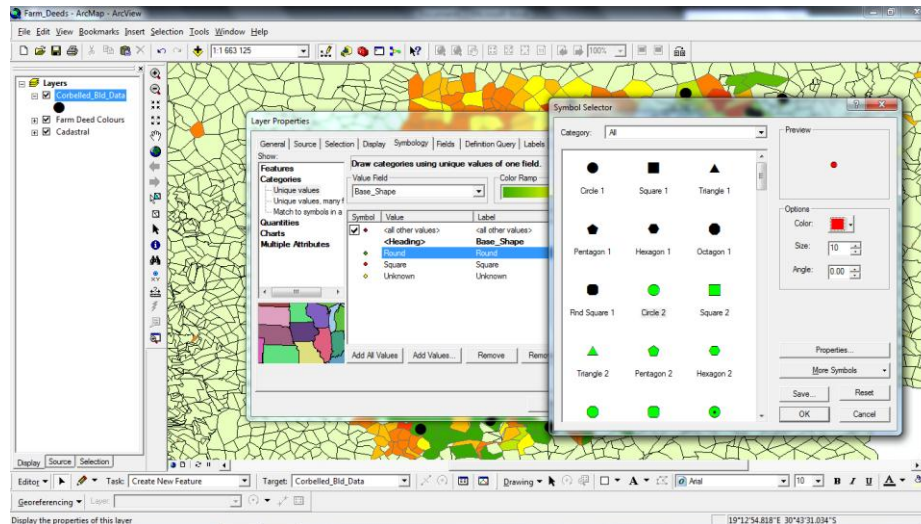 Farm_Deeds - ArcMap - ArcView
File Edit View Bookmarks Insert Selection Tools Window Help
1:1 663 125
100%
Layers
Corbelled_Bld_Data
Farm Deed Colours
Cadastral
Layer Properties
General Source Selection Display Symbology Fields Definition Query Labels
Show:
Features
Categories
Unique values
Unique values, many f
Match to symbols in a
Quantities
Charts
Multiple Attributes
Draw categories using unique values of one field.
Value Field
Color Ramp
Base_Shape
Symbol Value Label
<all other values> <all other values>
<Heading> Base_Shape
Round Round
Square Square
Unknown Unknown
Add All Values Add Values... Remove Remo
Symbol Selector
Category: All
Circle 1 Square 1 Triangle 1
Pentagon 1 Hexagon 1 Octagon 1
Rnd Square 1 Circle 2 Square 2
Triangle 2 Pentagon 2 Hexagon 2
Preview
Options
Color:
Size: 10
Angle: 0.00
Properties...
More Symbols
Save... Reset
OK Cancel
Display Source Selection
Editor Task: Create New Feature Target: Corbelled_Bld_Data Drawing A Arial 10 B I U A
Georeferencing Layer:
Display the properties of this layer 19°12'54.818"E 30°43'31.034"S